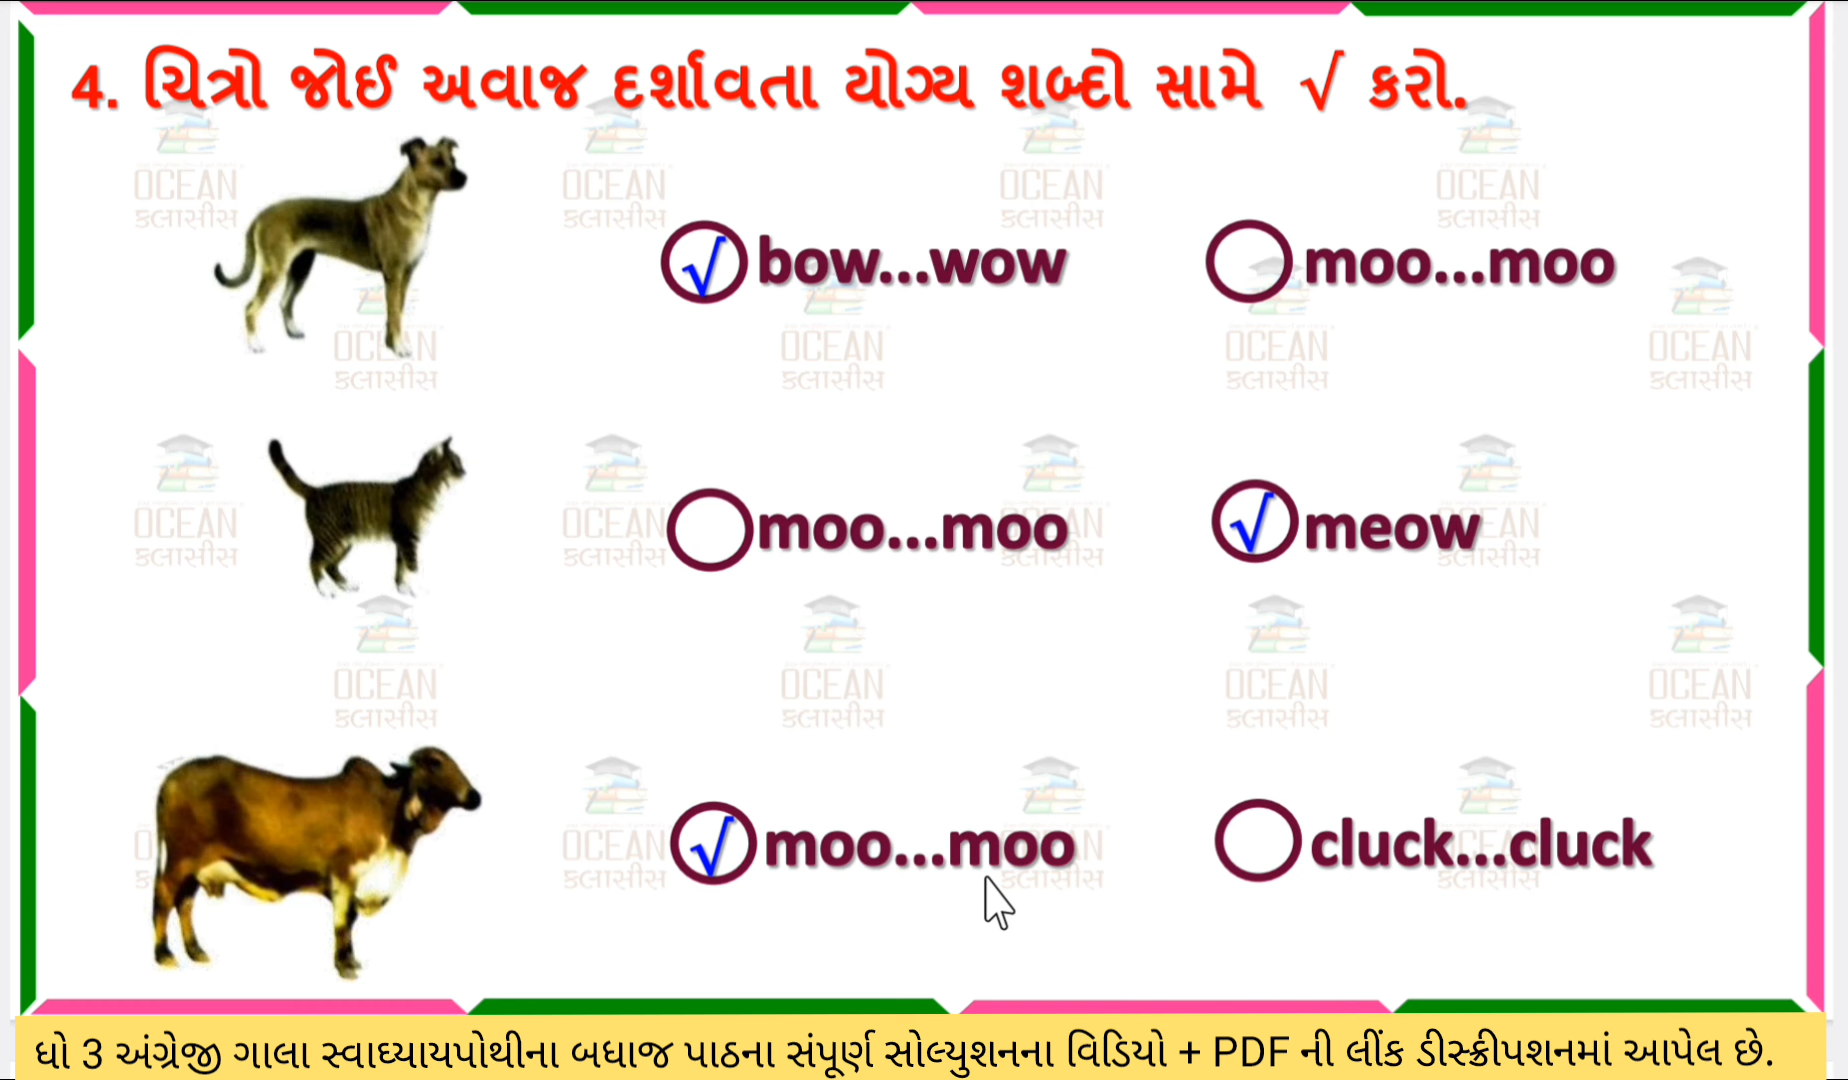 4. ચિત્રો જોઈ અવાજ દર્શાવતા યોગ્ય શબ્દો સામે √ કરો.
√ bow...wow moo...moo
moo...moo √ meow
√ moo...moo cluck...cluck
OCEAN
ક્લાસીસ
ધો 3 અંગ્રેજી ગાલા સ્વાધ્યાયપોથીના બધાજ પાઠના સંપૂર્ણ સોલ્યુશનના વિડિયો + PDF ની લીંક ડીસ્ક્રીપશનમાં આપેલ છે.